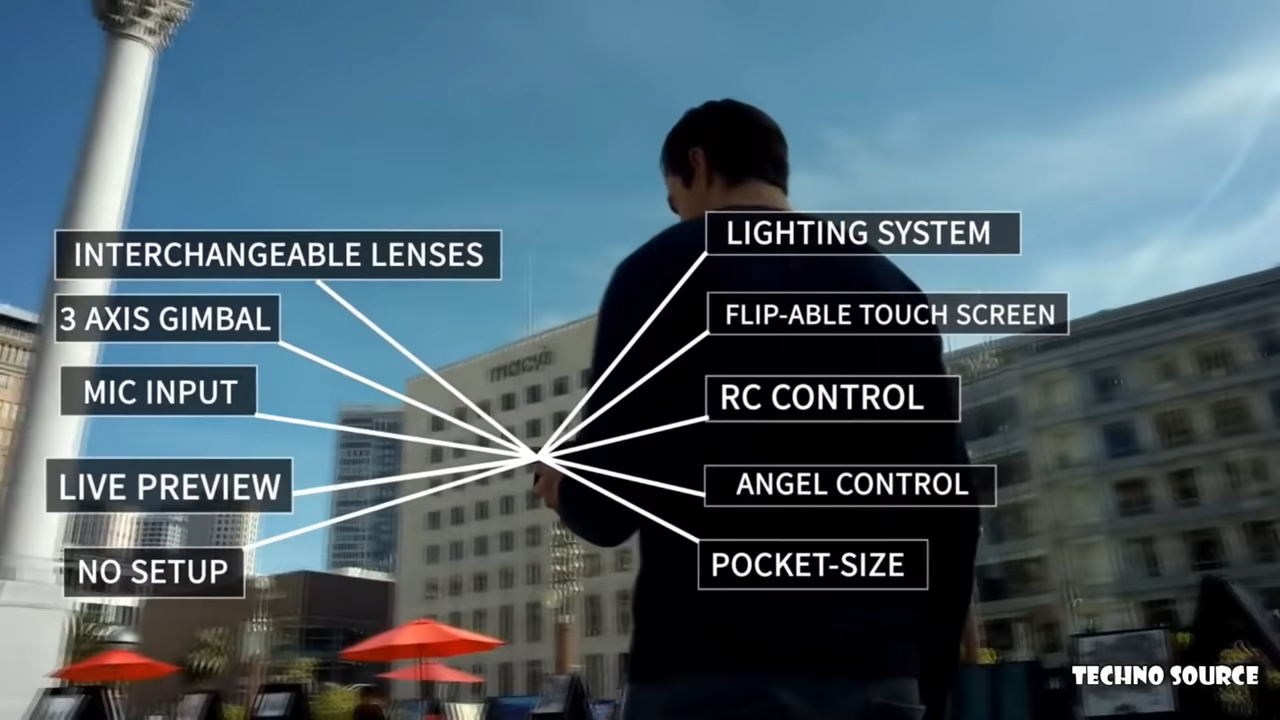 INTERCHANGEABLE LENSES
3 AXIS GIMBAL
MIC INPUT
LIVE PREVIEW
NO SETUP
LIGHTING SYSTEM
FLIP-ABLE TOUCH SCREEN
RC CONTROL
ANGEL CONTROL
POCKET-SIZE
macy's
TECHNO SOURCE